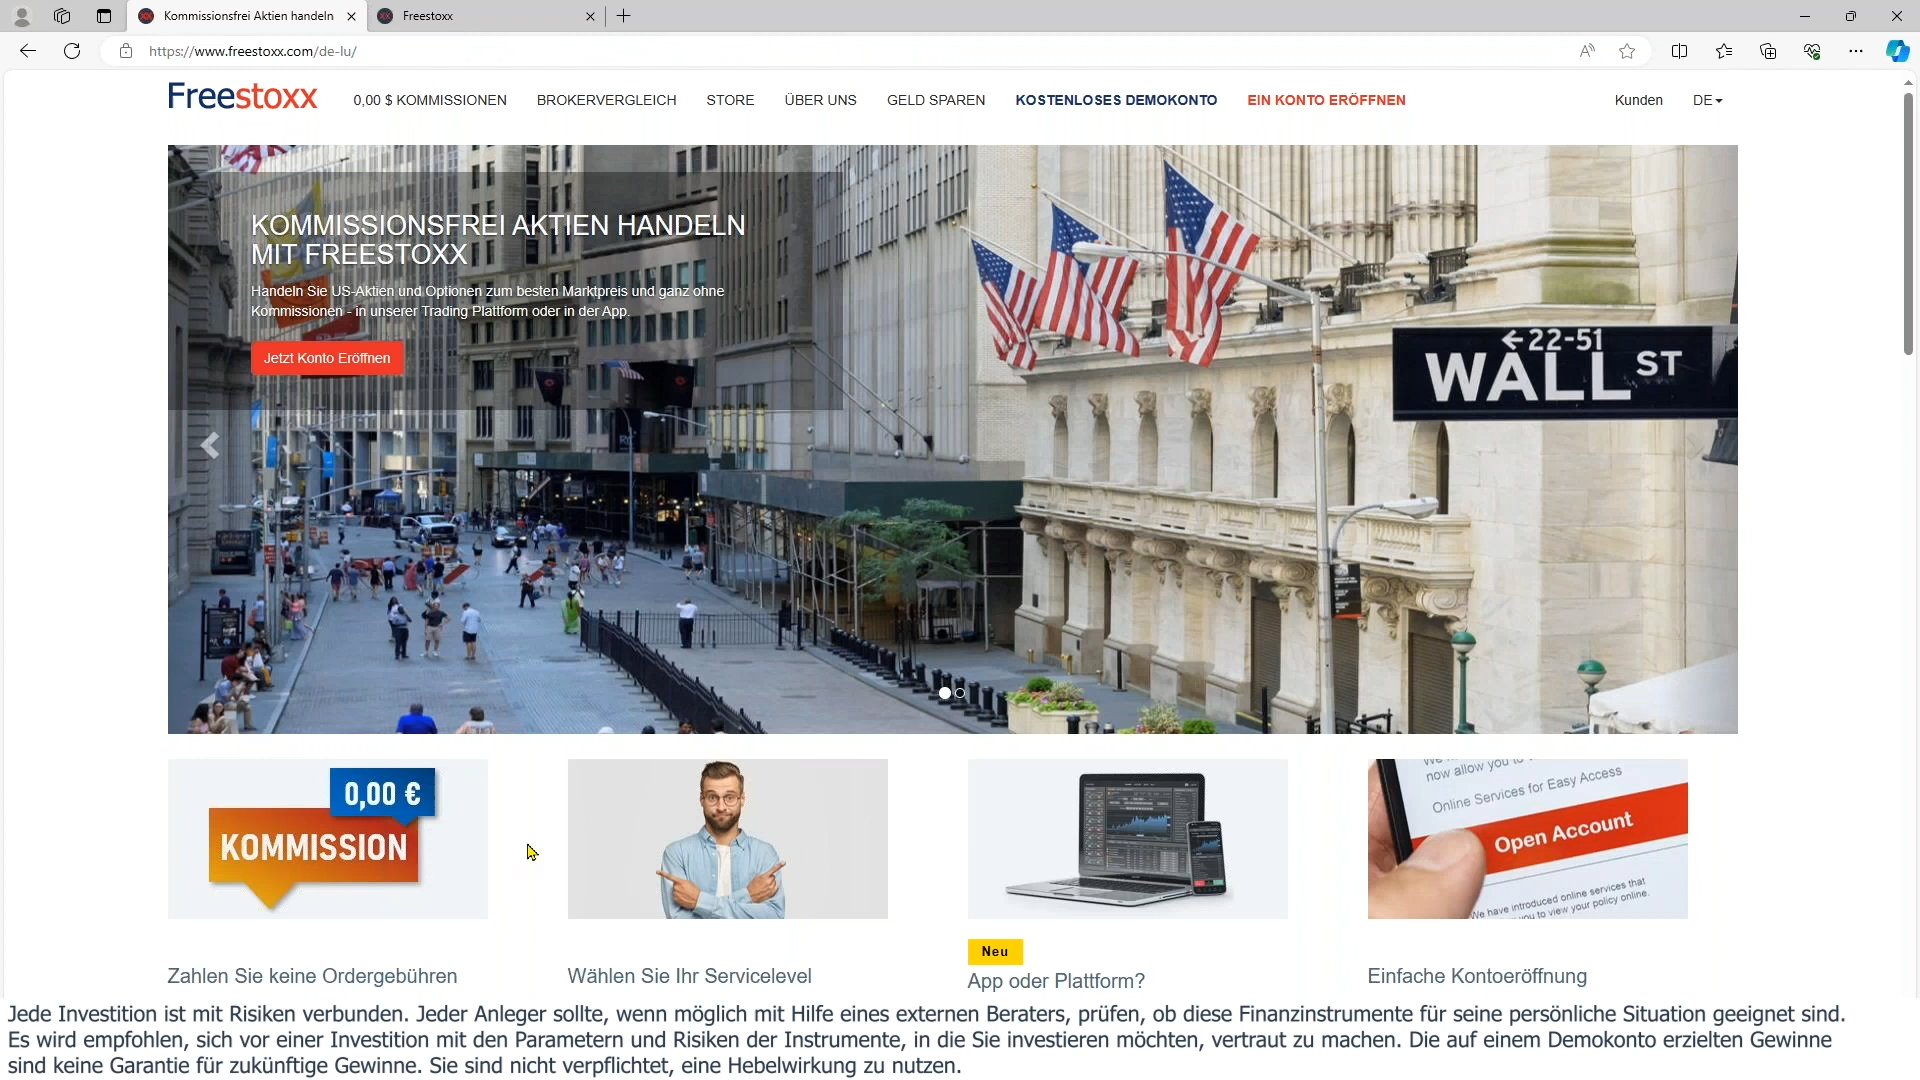 Kommissionsfrei Aktien handeln
Freestoxx
https://www.freestoxx.com/de-lu/
Freestoxx
0,00 $ KOMMISSIONEN
BROKERVERGLEICH
STORE
ÜBER UNS
GELD SPAREN
KOSTENLOSES DEMOKONTO
EIN KONTO ERÖFFNEN
Kunden
DE
KOMMISSIONSFREI AKTIEN HANDELN
MIT FREESTOXX
Handeln Sie US-Aktien und Optionen zum besten Marktpreis und ganz ohne
Kommissionen - in unserer Trading Plattform oder in der App.
Jetzt Konto Eröffnen
22-51
WALL ST
0,00 €
KOMMISSION
now allow you to
Online Services for Easy Access
Open Account
We have introduced online services that
you to view your policy online.
Zahlen Sie keine Ordergebühren
Wählen Sie Ihr Servicelevel
Neu
App oder Plattform?
Einfache Kontoeröffnung
Jede Investition ist mit Risiken verbunden. Jeder Anleger sollte, wenn möglich mit Hilfe eines externen Beraters, prüfen, ob diese Finanzinstrumente für seine persönliche Situation geeignet sind.
Es wird empfohlen, sich vor einer Investition mit den Parametern und Risiken der Instrumente, in die Sie investieren möchten, vertraut zu machen. Die auf einem Demokonto erzielten Gewinne
sind keine Garantie für zukünftige Gewinne. Sie sind nicht verpflichtet, eine Hebelwirkung zu nutzen.